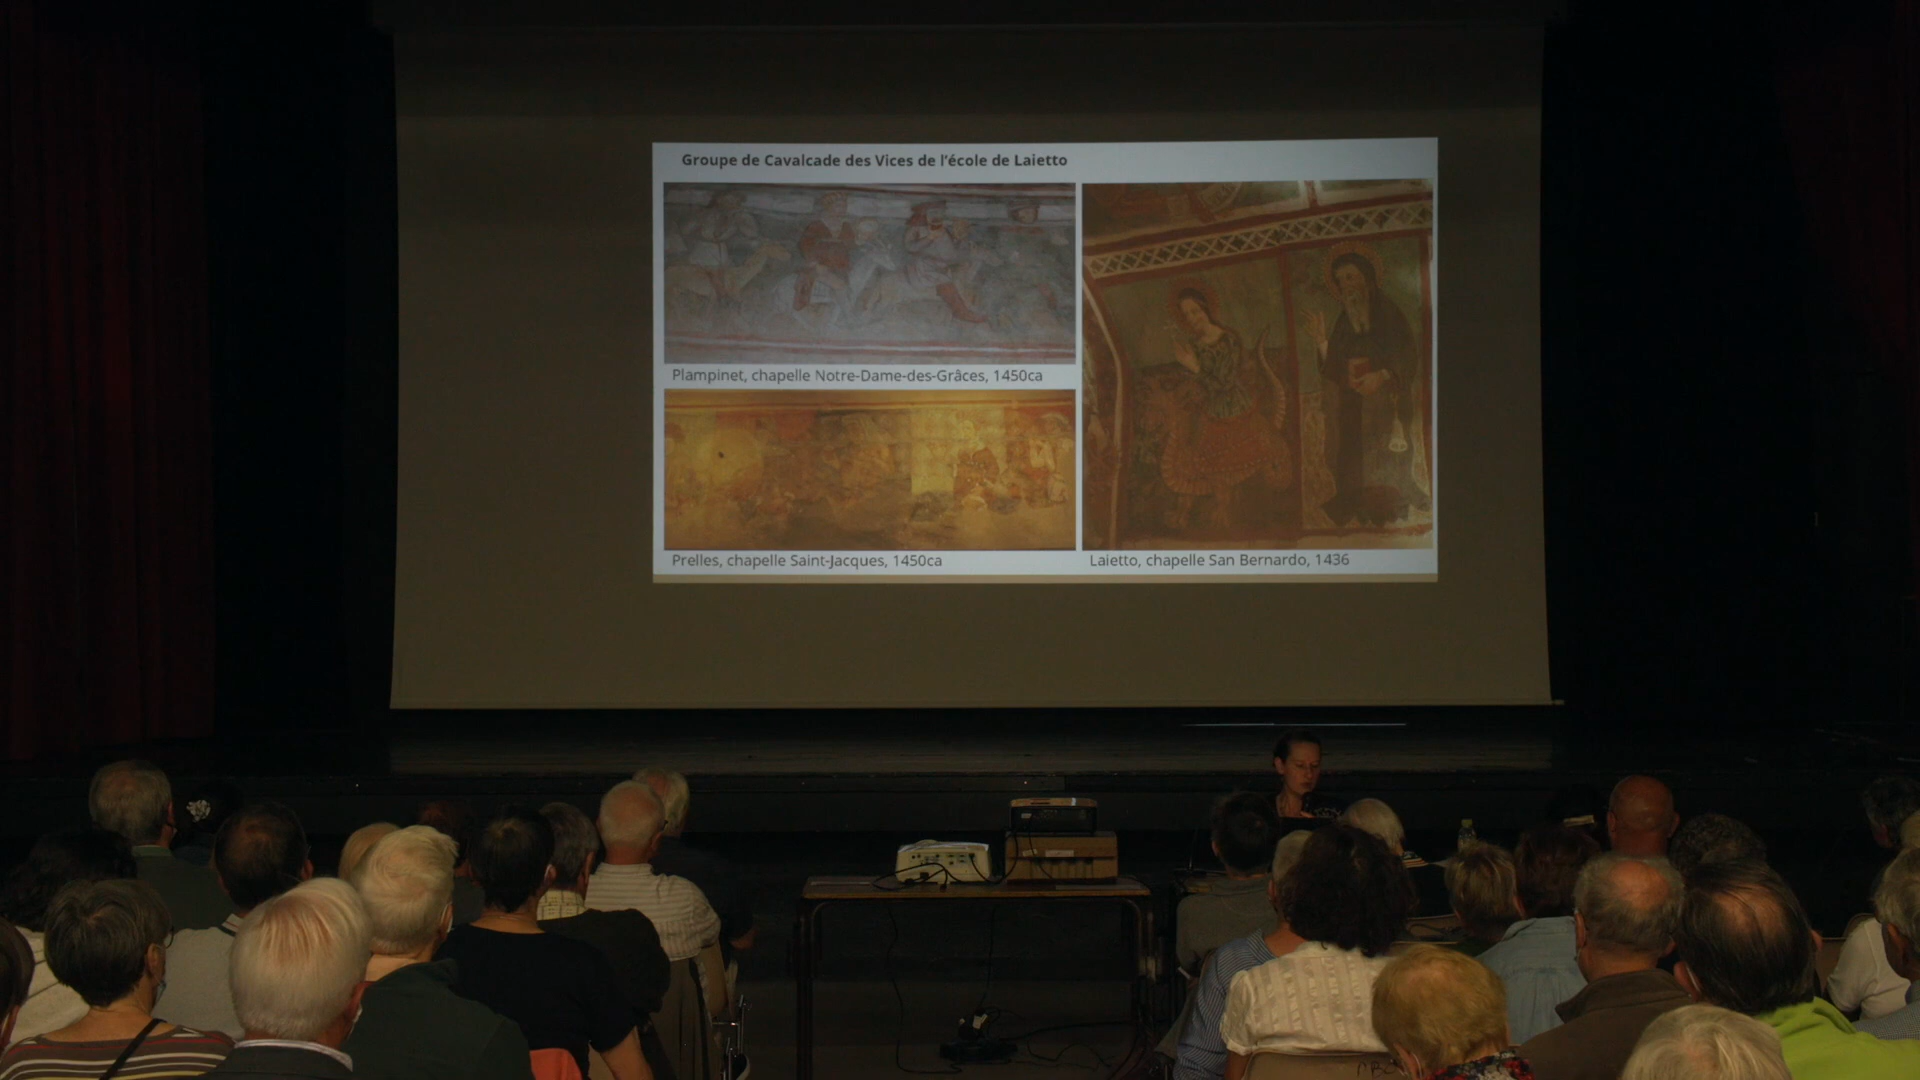 Groupe de Cavalcade des Vices de l'école de Laietto
Plampinet, chapelle Notre-Dame-des-Grâces, 1450ca
Prelles, chapelle Saint-Jacques, 1450ca
Laietto, chapelle San Bernardo, 1436